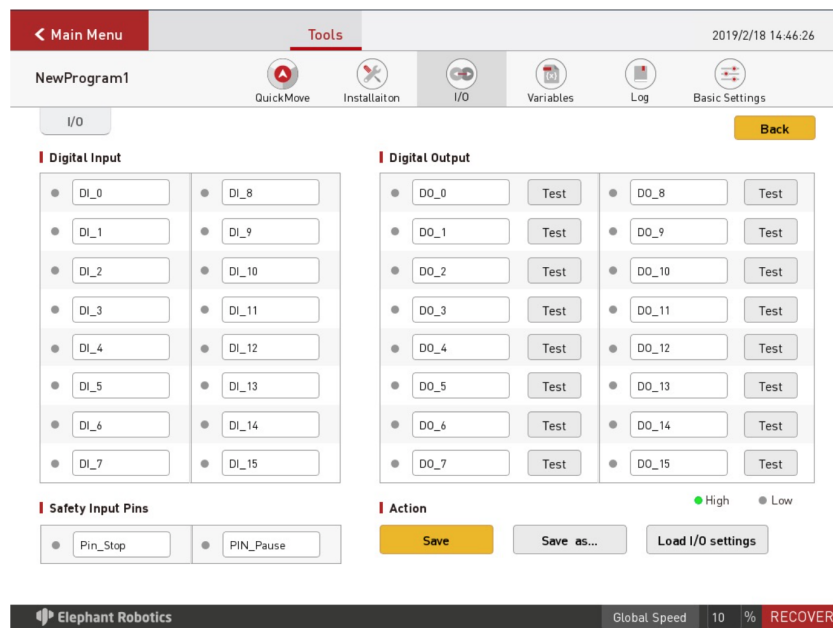 Main Menu Tools 2019/2/18 14:46:26
NewProgram1
QuickMove Installaiton I/O Variables Log Basic Settings
I/O Back
Digital Input Digital Output
DI_0 DI_8 DO_0 Test DO_8 Test
DI_1 DI_9 DO_1 Test DO_9 Test
DI_2 DI_10 DO_2 Test DO_10 Test
DI_3 DI_11 DO_3 Test DO_11 Test
DI_4 DI_12 DO_4 Test DO_12 Test
DI_5 DI_13 DO_5 Test DO_13 Test
DI_6 DI_14 DO_6 Test DO_14 Test
DI_7 DI_15 DO_7 Test DO_15 Test
High Low
Safety Input Pins Action
Pin_Stop PIN_Pause Save Save as... Load I/O settings
Elephant Robotics Global Speed 10 % RECOVER